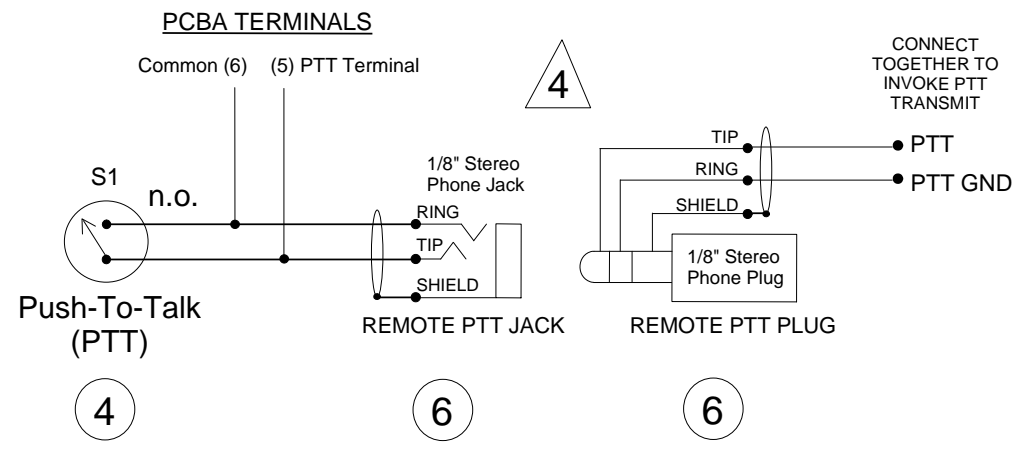 PCBA TERMINALS
Common (6) (5) PTT Terminal
S1
n.o.
Push-To-Talk
(PTT)
4
1/8" Stereo
Phone Jack
RING
TIP
SHIELD
REMOTE PTT JACK
6
4
CONNECT
TOGETHER TO
INVOKE PTT
TRANSMIT
TIP
PTT
RING
PTT GND
SHIELD
1/8" Stereo
Phone Plug
REMOTE PTT PLUG
6